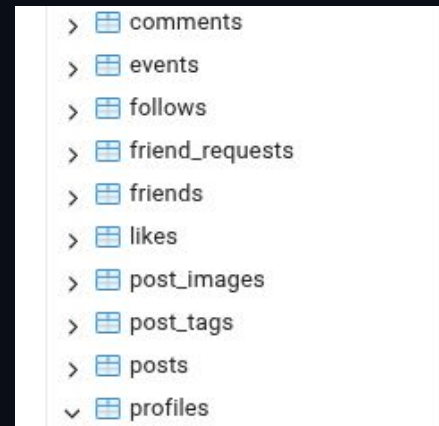 comments
events
follows
friend_requests
friends
likes
post_images
post_tags
posts
profiles